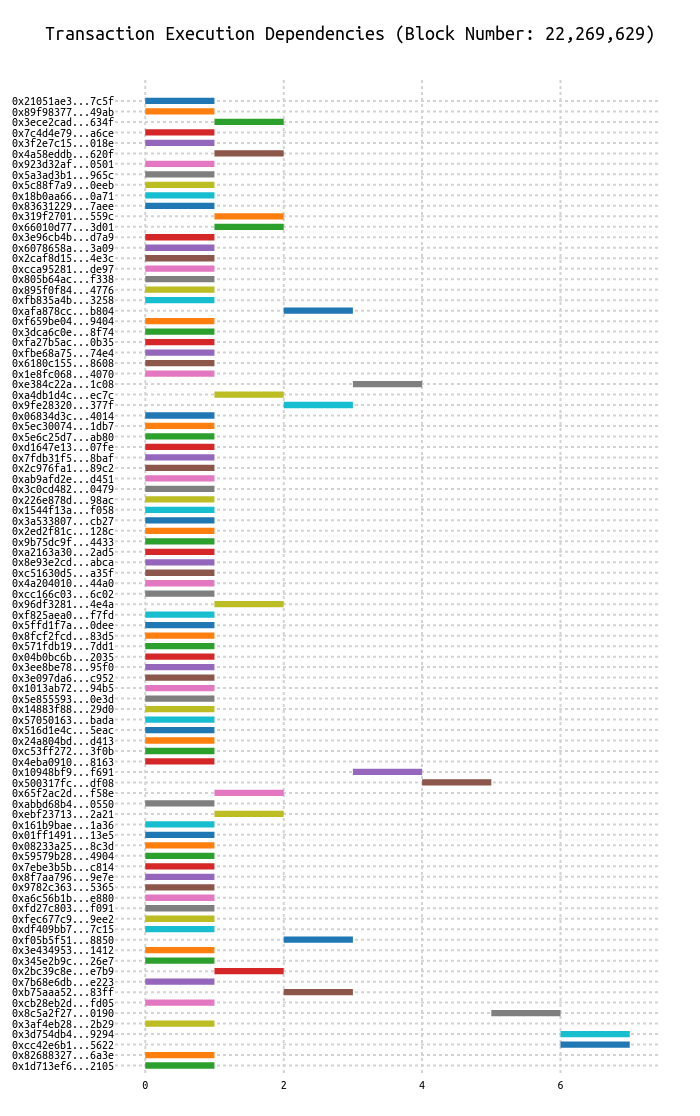 Transaction Execution Dependencies (Block Number: 22,269,629)
0x21051ae3...7c5f
0x89f98377...49ab
0x3ece2cad...634f
0x7c4d4e79...a6ce
0x3f2e7c15...018e
0x4a58eddb...620f
0x923d32af...0501
0x5a3ad3b1...965c
0x5c88f7a9...0eeb
0x18b0aa66...0a71
0x83631229...7aee
0x319f2701...559c
0x66010d77...3d01
0x3e96cb4b...d7a9
0x6078658a...3a09
0x2caf8d15...4e3c
0xcca95281...de97
0x805b64ac...f338
0x895f0f84...4776
0xfb835a4b...3258
0xafa878cc...b804
0xf659be04...9404
0x3dca6c0e...8f74
0xfa27b5ac...0b35
0xfbe68a75...74e4
0x6180c155...8608
0x1e8fc068...4070
0xe384c22a...1c08
0xa4db1d4c...ec7c
0x9fe28320...377f
0x06834d3c...4014
0x5ec30074...1db7
0x5e6c25d7...ab80
0xd1647e13...07fe
0x7fdb31f5...8baf
0x2c976fa1...89c2
0xab9afd2e...d451
0x3c0cd482...0479
0x226e878d...98ac
0x1544f13a...f058
0x3a533807...cb27
0x2ed2f81c...128c
0x9b75dc9f...4433
0xa2163a30...2ad5
0x8e93e2cd...abca
0xc51630d5...a35f
0x4a204010...44a0
0xcc166c03...6c02
0x96df3281...4e4a
0xf825aea0...f7fd
0x5ffd1f7a...0dee
0x8fcf2fcd...83d5
0x571fdb19...7dd1
0x04b0bc6b...2035
0x3ee8be78...95f0
0x3e097da6...c952
0x1013ab72...94b5
0x5e855593...0e3d
0x14883f88...29d0
0x57050163...bada
0x516d1e4c...5eac
0x24a804bd...d413
0xc53ff272...3f0b
0x4eba0910...8163
0x10948bf9...f691
0x500317fc...df08
0x65f2ac2d...f58e
0xabbd68b4...0550
0xebf23713...2a21
0x161b9bae...1a36
0x01ff1491...13e5
0x08233a25...8c3d
0x59579b28...4904
0x7ebe3b5b...c814
0x8f7aa796...9e7e
0x9782c363...5365
0xa6c56b1b...e880
0xfd27c803...f091
0xfec677c9...9ee2
0xdf409bb7...7c15
0xf05b5f51...8850
0x3e434953...1412
0x345e2b9c...26e7
0x2bc39c8e...e7b9
0x7b68e6db...e223
0xb75aaa52...83ff
0xcb28eb2d...fd05
0x8c5a2f27...0190
0x3af4eb28...2b29
0x3d754db4...9294
0xcc42e6b1...5622
0x82688327...6a3e
0x1d713ef6...2105
0 2 4 6